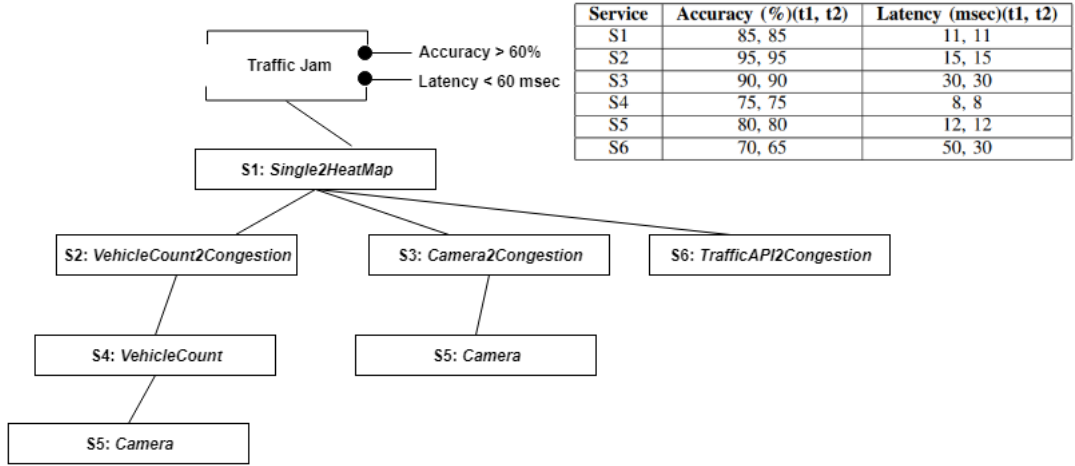 Traffic Jam
Accuracy > 60%
Latency < 60 msec
Service Accuracy (%)(t1, t2) Latency (msec)(t1, t2)
S1 85, 85 11, 11
S2 95, 95 15, 15
S3 90, 90 30, 30
S4 75, 75 8, 8
S5 80, 80 12, 12
S6 70, 65 50, 30
S1: Single2HeatMap
S2: VehicleCount2Congestion
S3: Camera2Congestion
S6: TrafficAPI2Congestion
S4: VehicleCount
S5: Camera
S5: Camera